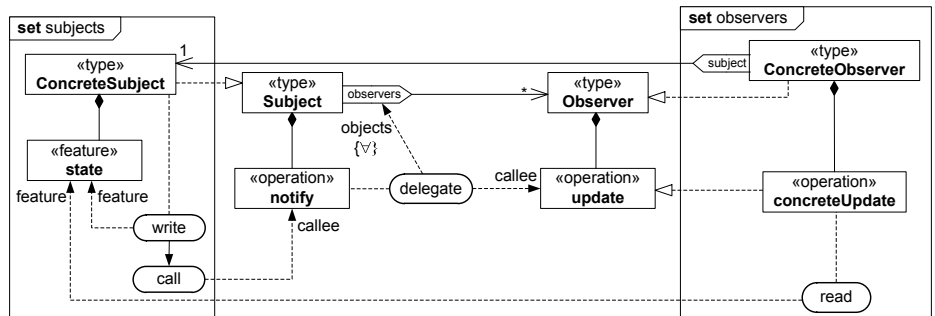 set subjects
set observers
1
«type»
ConcreteSubject
«type»
Subject
observers
*
«type»
Observer
subject
«type»
ConcreteObserver
objects
{∀}
«feature»
state
feature
feature
«operation»
notify
delegate
callee
«operation»
update
«operation»
concreteUpdate
write
callee
call
read